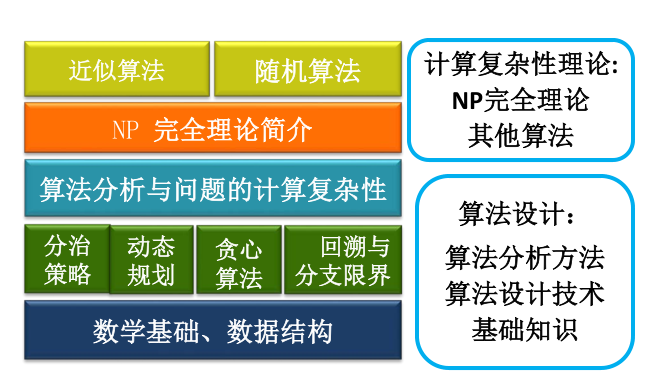 近似算法
随机算法
NP 完全理论简介
算法分析与问题的计算复杂性
分治
策略
动态
规划
贪心
算法
回溯与
分支限界
数学基础、数据结构
计算复杂性理论:
NP完全理论
其他算法
算法设计：
算法分析方法
算法设计技术
基础知识